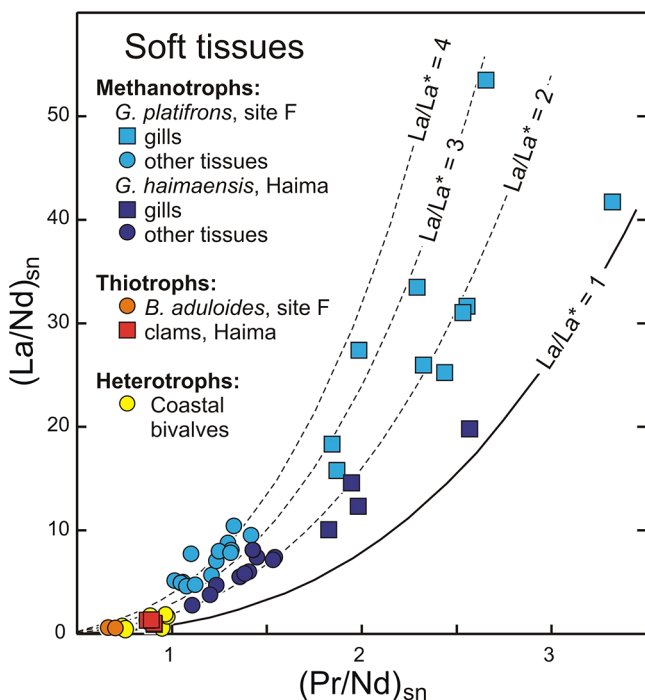 Soft tissues
Methanotrophs:
G. platifrons, site F
gills
other tissues
G. haimaensis, Haima
gills
other tissues
Thiotrophs:
B. aduloides, site F
clams, Haima
Heterotrophs:
Coastal
bivalves
La/La* = 4
La/La* = 3
La/La* = 2
La/La* = 1
(La/Nd)sn
50
40
30
20
10
0
1
2
3
(Pr/Nd)sn